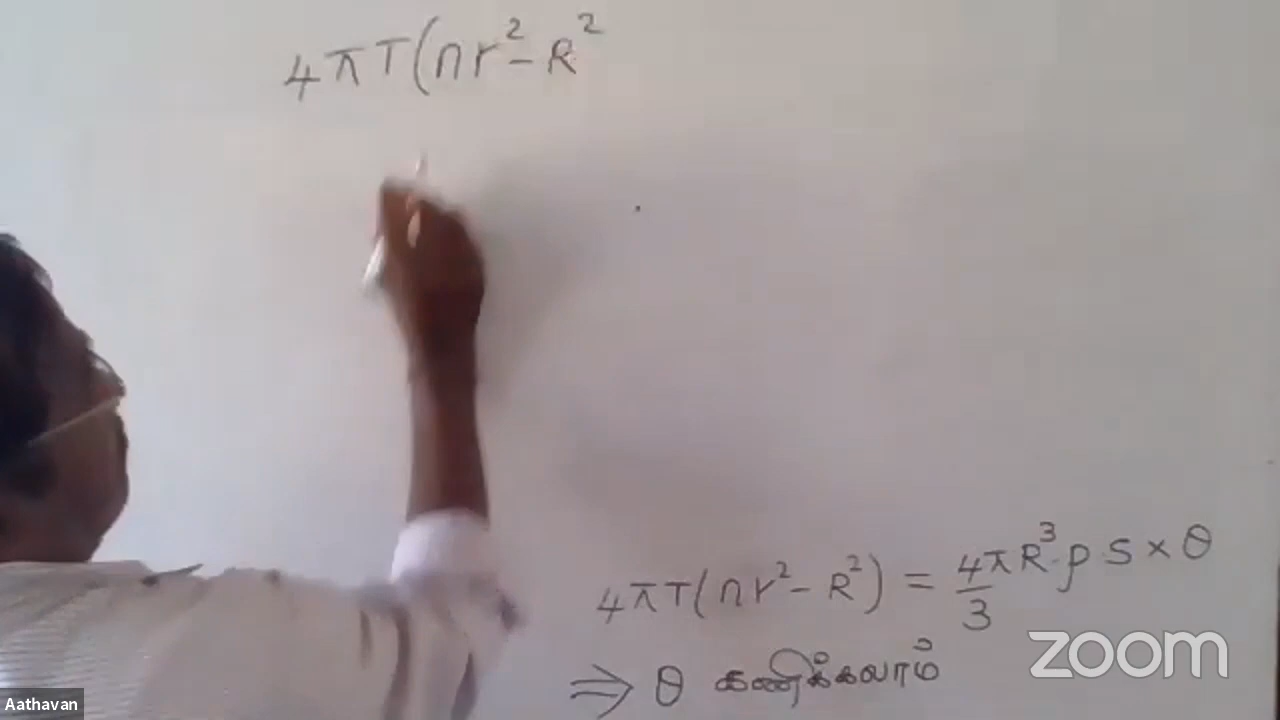 4πT(nr² - R²
4πT(nr² - R²) = 4/3 πR³ρ s × θ
⇒ θ கணிக்கலாம்
zoom
Aathavan